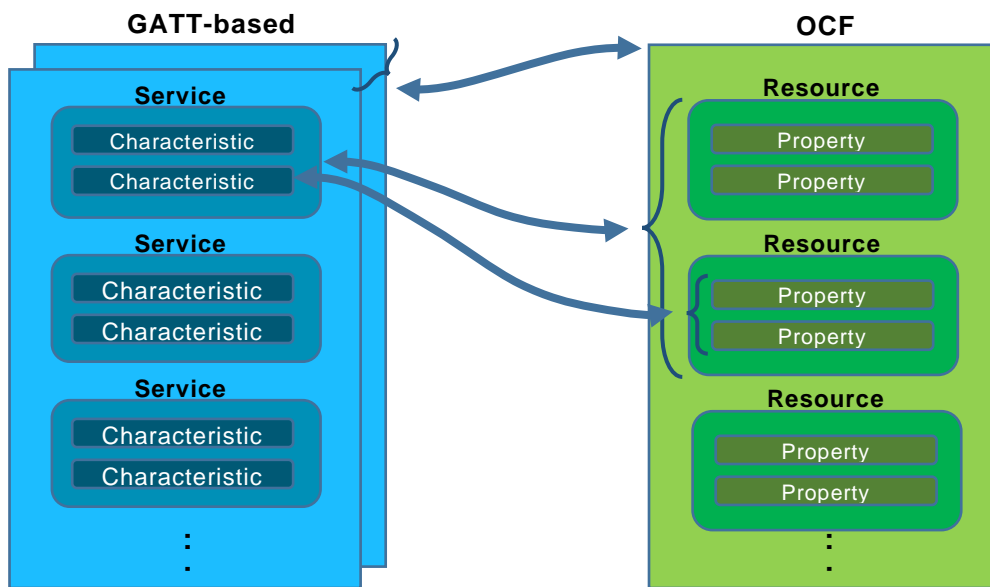 GATT-based
Service
Characteristic
Characteristic
Service
Characteristic
Characteristic
Service
Characteristic
Characteristic
OCF
Resource
Property
Property
Resource
Property
Property
Resource
Property
Property